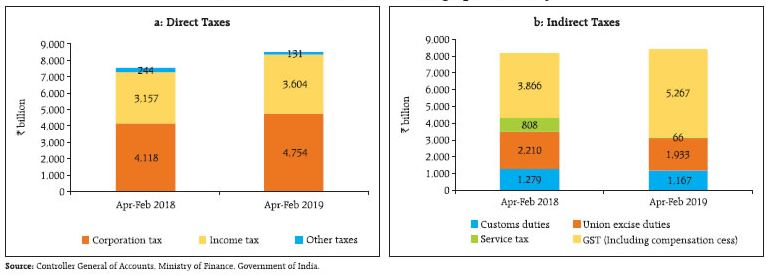 a: Direct Taxes
₹ billion
9.000
8.000
7.000
6.000
5.000
4.000
3.000
2.000
1.000
0
244
3.157
4.118
131
3.604
4.754
Apr-Feb 2018
Apr-Feb 2019
Corporation tax
Income tax
Other taxes
b: Indirect Taxes
₹ billion
9.000
8.000
7.000
6.000
5.000
4.000
3.000
2.000
1.000
0
3.866
808
2.210
1.279
5.267
66
1.933
1.167
Apr-Feb 2018
Apr-Feb 2019
Customs duties
Union excise duties
Service tax
GST (Including compensation cess)
Source: Controller General of Accounts. Ministry of Finance. Government of India.